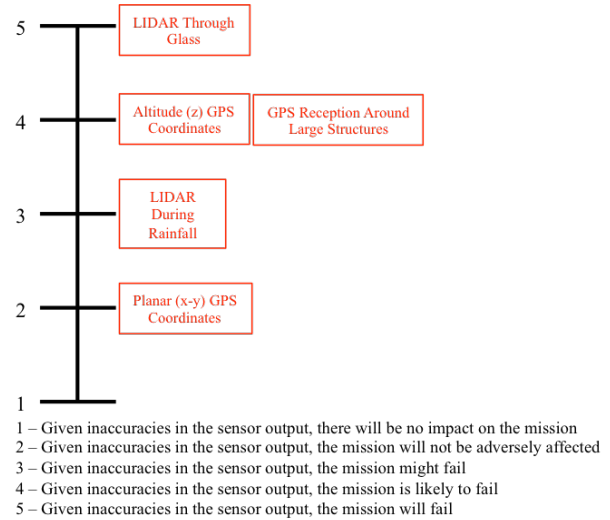 5
LIDAR Through
Glass
4
Altitude (z) GPS
Coordinates
GPS Reception Around
Large Structures
3
LIDAR
During
Rainfall
2
Planar (x-y) GPS
Coordinates
1
1 – Given inaccuracies in the sensor output, there will be no impact on the mission
2 – Given inaccuracies in the sensor output, the mission will not be adversely affected
3 – Given inaccuracies in the sensor output, the mission might fail
4 – Given inaccuracies in the sensor output, the mission is likely to fail
5 – Given inaccuracies in the sensor output, the mission will fail